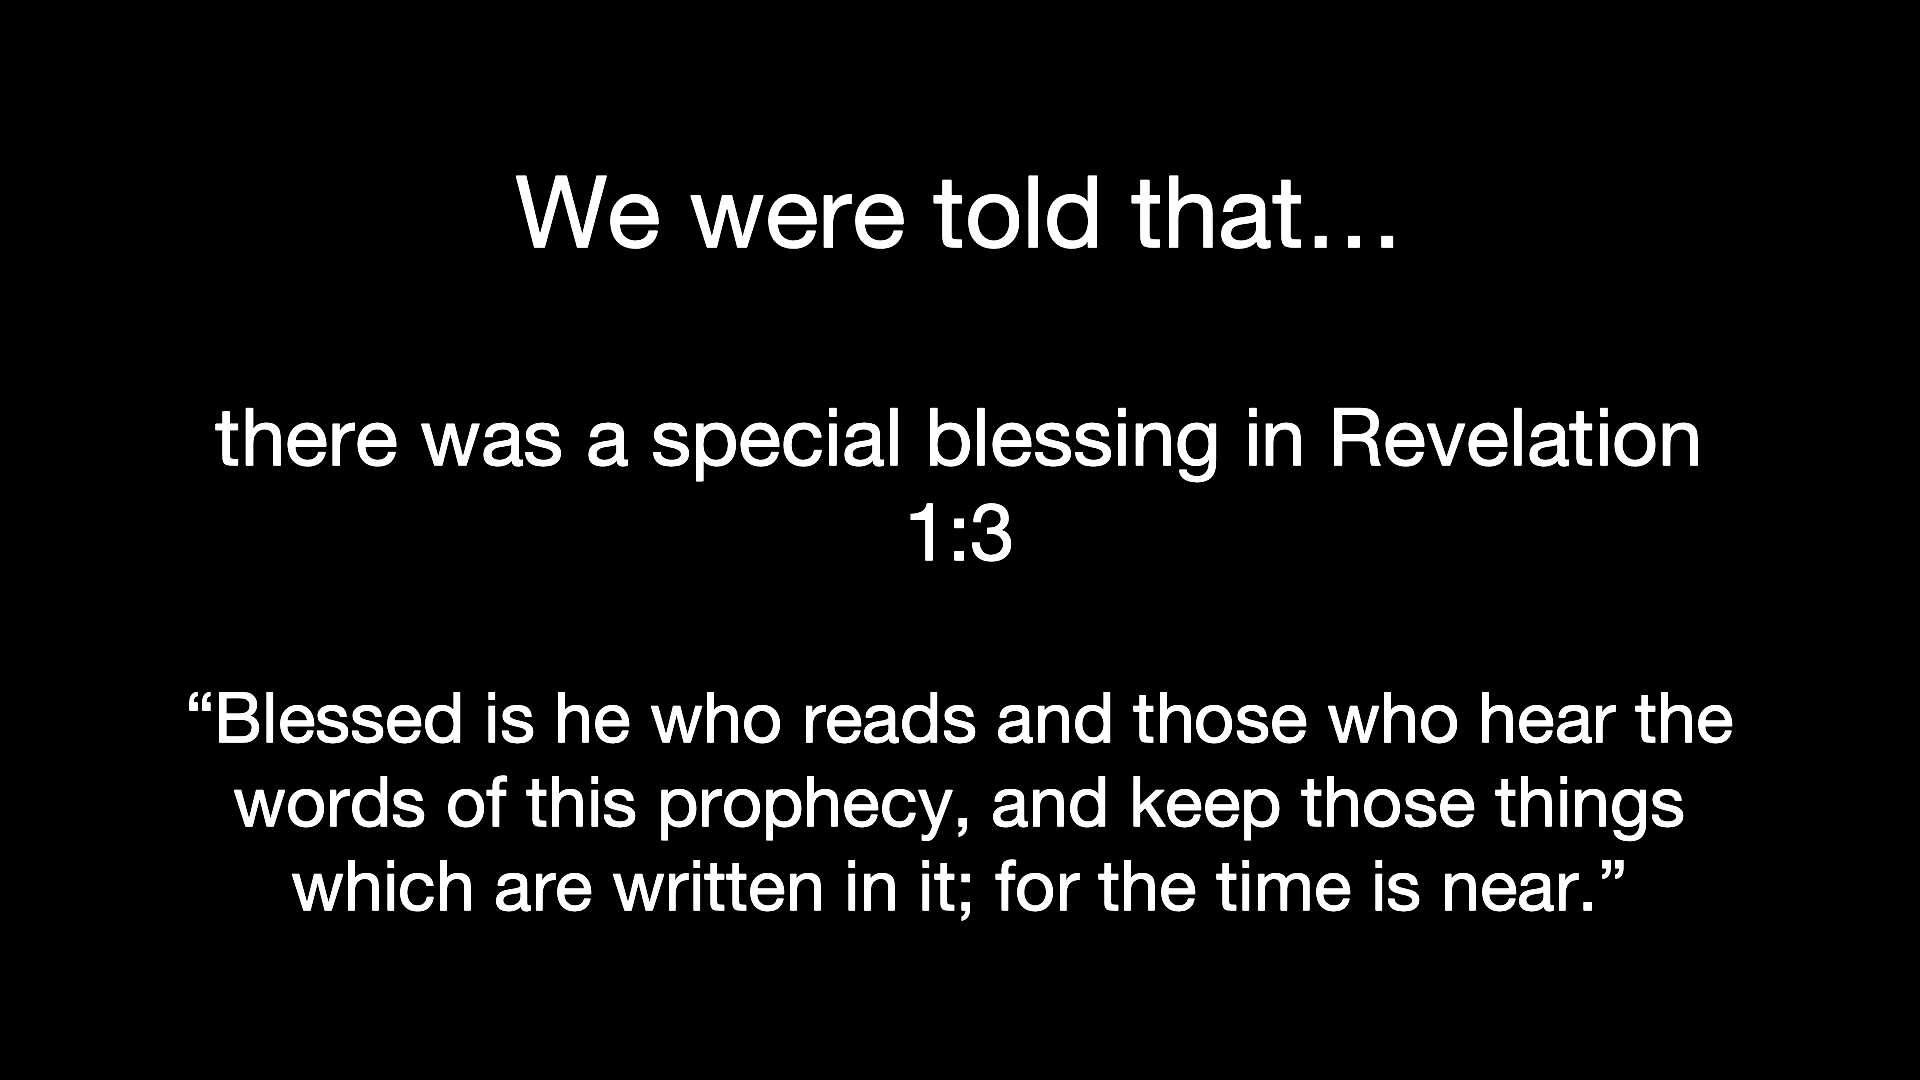 We were told that...
there was a special blessing in Revelation
1:3
“Blessed is he who reads and those who hear the
words of this prophecy, and keep those things
which are written in it; for the time is near.”